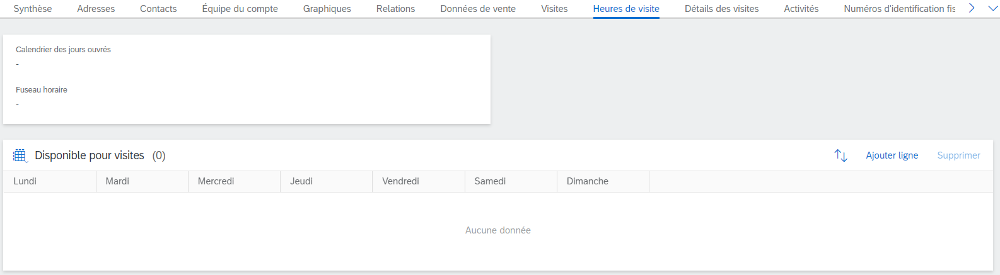 Synthèse Adresses Contacts Équipe du compte Graphiques Relations Données de vente Visites Heures de visite Détails des visites Activités Numéros d'identification fis
Calendrier des jours ouvrés
-
Fuseau horaire
-
Disponible pour visites (0) Ajouter ligne Supprimer
Lundi Mardi Mercredi Jeudi Vendredi Samedi Dimanche
Aucune donnée